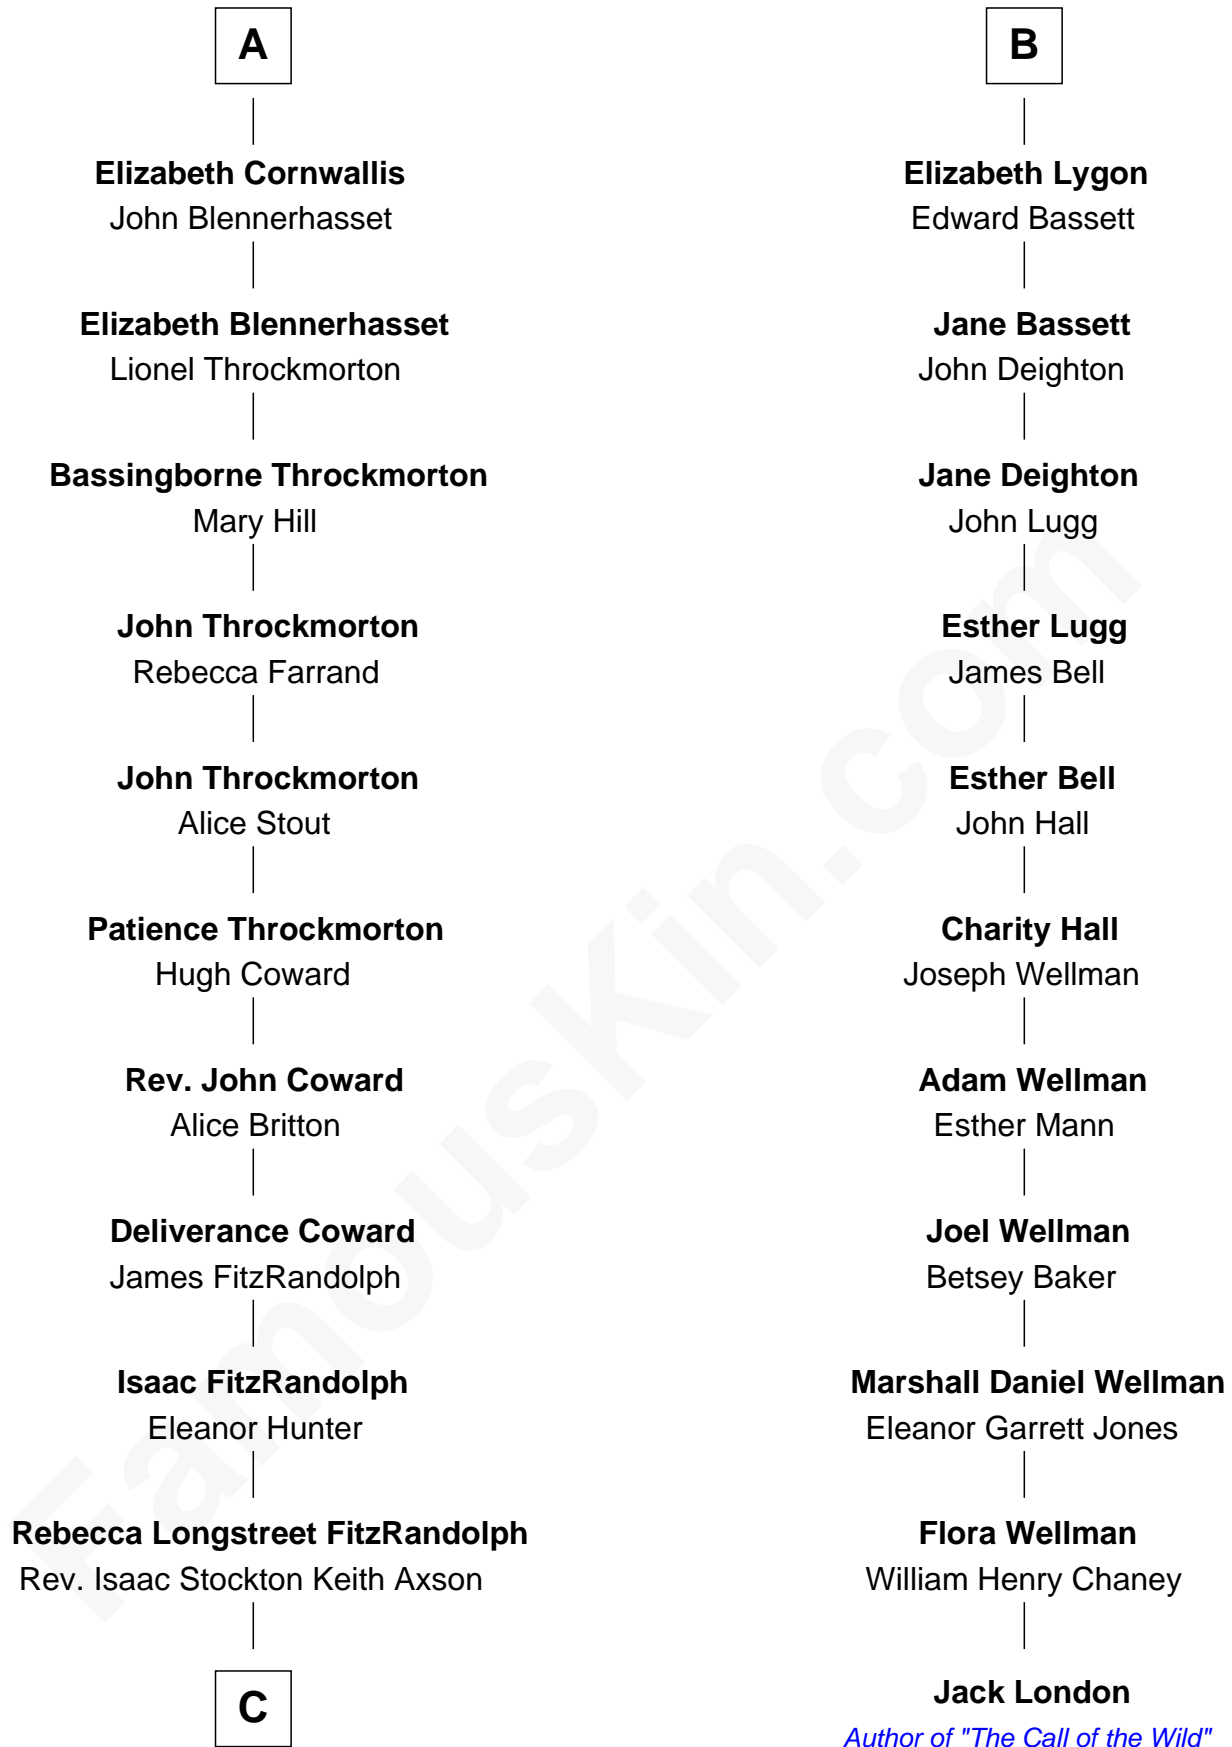 A
Elizabeth Cornwallis
John Blennerhasset
Elizabeth Blennerhasset
Lionel Throckmorton
Bassingborne Throckmorton
Mary Hill
John Throckmorton
Rebecca Farrand
John Throckmorton
Alice Stout
Patience Throckmorton
Hugh Coward
Rev. John Coward
Alice Britton
Deliverance Coward
James FitzRandolph
Isaac FitzRandolph
Eleanor Hunter
Rebecca Longstreet FitzRandolph
Rev. Isaac Stockton Keith Axson
C
B
Elizabeth Lygon
Edward Bassett
Jane Bassett
John Deighton
Jane Deighton
John Lugg
Esther Lugg
James Bell
Esther Bell
John Hall
Charity Hall
Joseph Wellman
Adam Wellman
Esther Mann
Joel Wellman
Betsey Baker
Marshall Daniel Wellman
Eleanor Garrett Jones
Flora Wellman
William Henry Chaney
Jack London
Author of "The Call of the Wild"
FamousKin.com